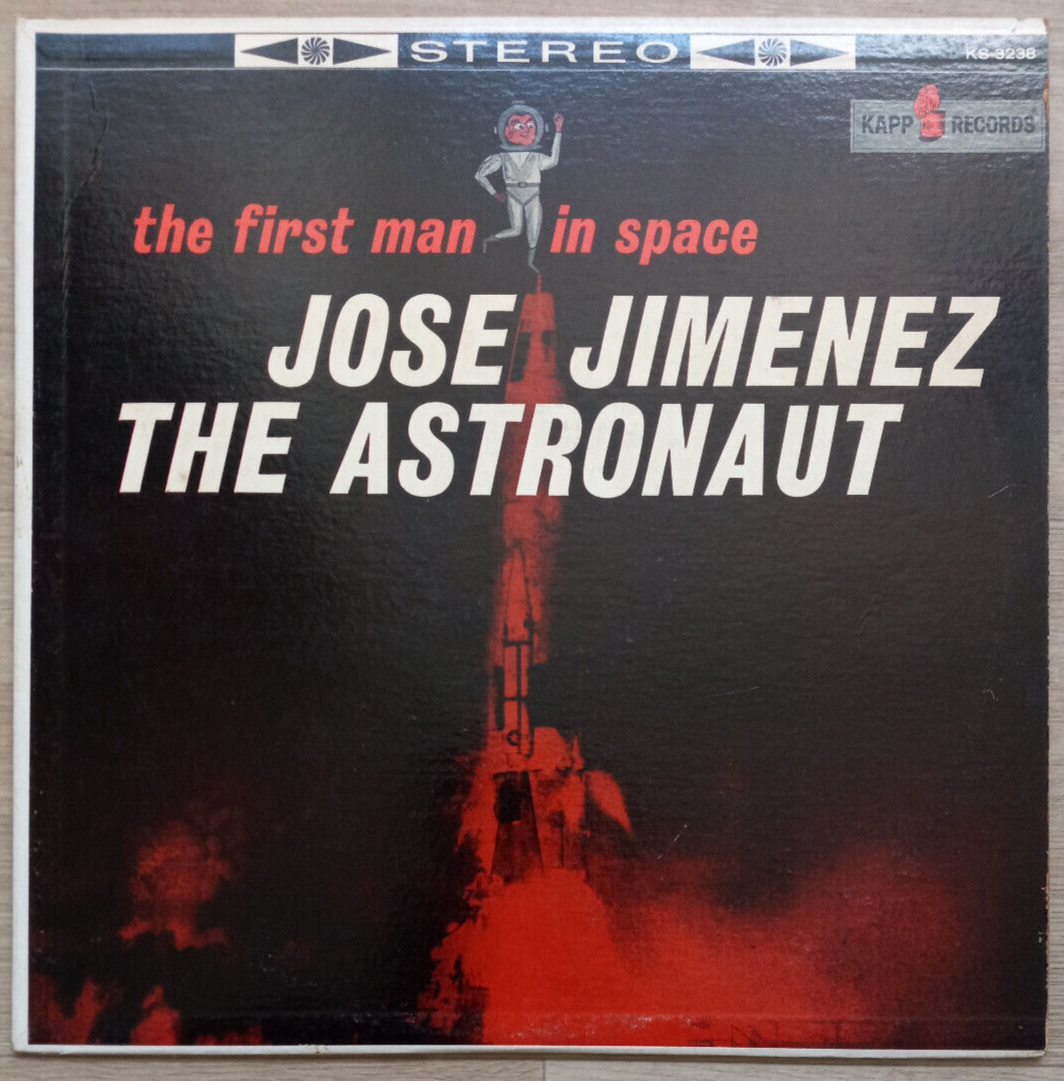 STEREO
KS-3238
KAPP RECORDS
the first man in space
JOSE JIMENEZ
THE ASTRONAUT